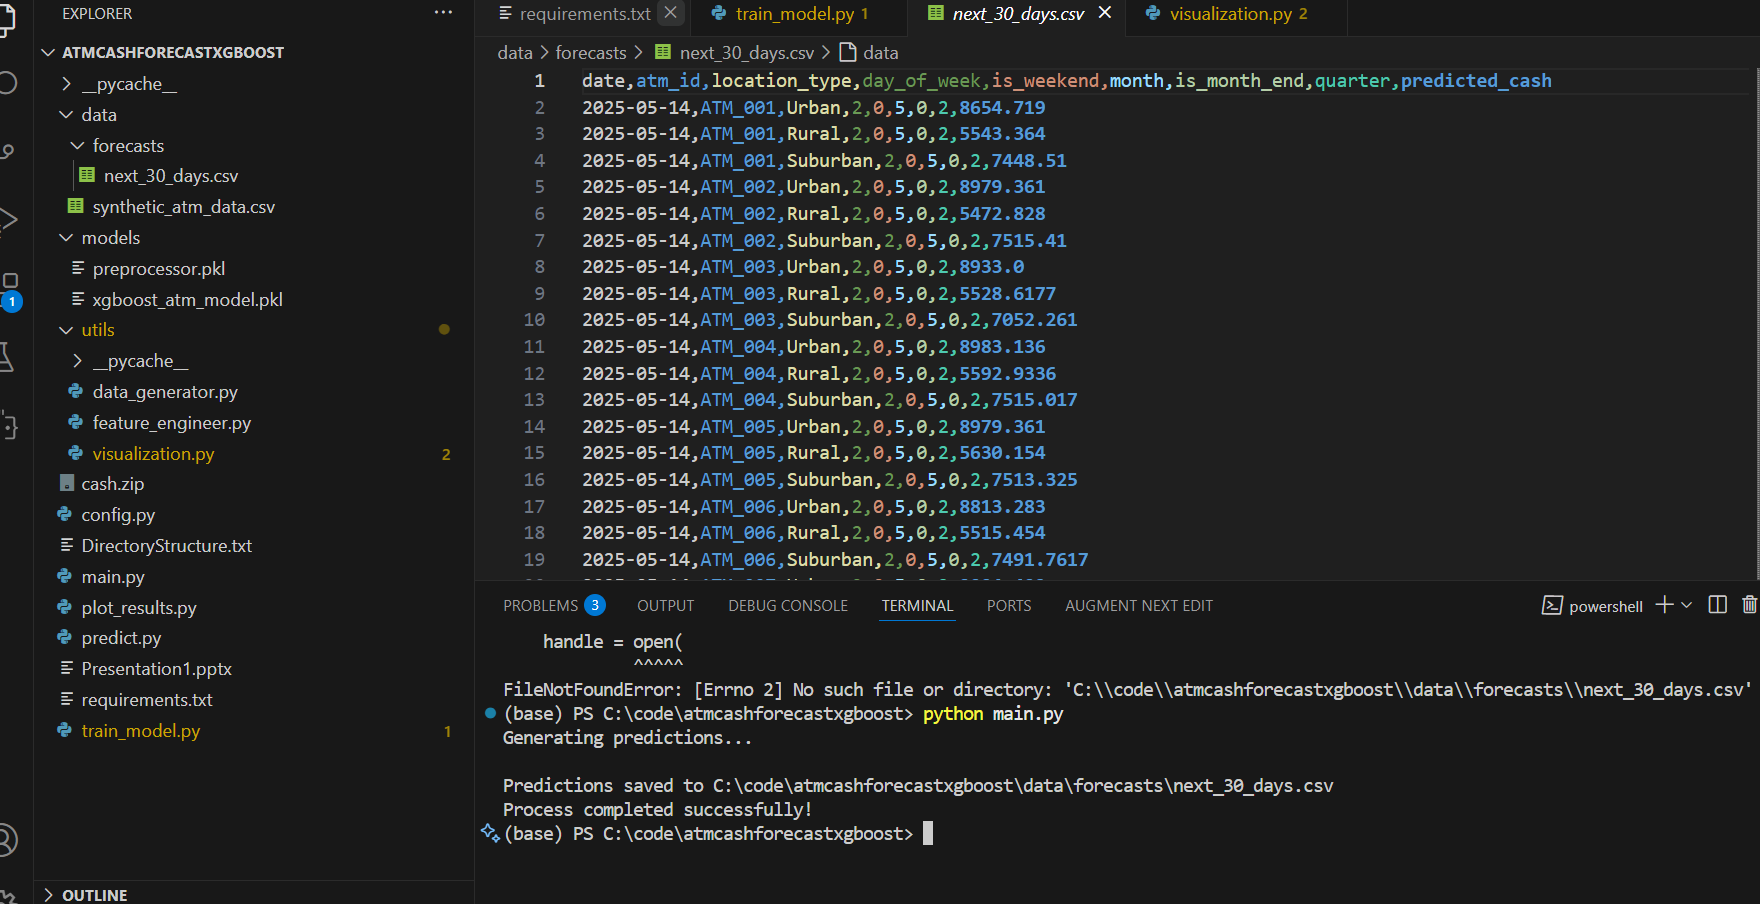 EXPLORER
ATMCASHFORECASTXGBOOST
__pycache__
data
forecasts
next_30_days.csv
synthetic_atm_data.csv
models
preprocessor.pkl
xgboost_atm_model.pkl
utils
__pycache__
data_generator.py
feature_engineer.py
visualization.py 2
cash.zip
config.py
DirectoryStructure.txt
main.py
plot_results.py
predict.py
Presentation1.pptx
requirements.txt
train_model.py 1
OUTLINE
1
requirements.txt train_model.py 1 next_30_days.csv visualization.py 2
data > forecasts > next_30_days.csv > data
1 date,atm_id,location_type,day_of_week,is_weekend,month,is_month_end,quarter,predicted_cash
2 2025-05-14,ATM_001,Urban,2,0,5,0,2,8654.719
3 2025-05-14,ATM_001,Rural,2,0,5,0,2,5543.364
4 2025-05-14,ATM_001,Suburban,2,0,5,0,2,7448.51
5 2025-05-14,ATM_002,Urban,2,0,5,0,2,8979.361
6 2025-05-14,ATM_002,Rural,2,0,5,0,2,5472.828
7 2025-05-14,ATM_002,Suburban,2,0,5,0,2,7515.41
8 2025-05-14,ATM_003,Urban,2,0,5,0,2,8933.0
9 2025-05-14,ATM_003,Rural,2,0,5,0,2,5528.6177
10 2025-05-14,ATM_003,Suburban,2,0,5,0,2,7052.261
11 2025-05-14,ATM_004,Urban,2,0,5,0,2,8983.136
12 2025-05-14,ATM_004,Rural,2,0,5,0,2,5592.9336
13 2025-05-14,ATM_004,Suburban,2,0,5,0,2,7515.017
14 2025-05-14,ATM_005,Urban,2,0,5,0,2,8979.361
15 2025-05-14,ATM_005,Rural,2,0,5,0,2,5630.154
16 2025-05-14,ATM_005,Suburban,2,0,5,0,2,7513.325
17 2025-05-14,ATM_006,Urban,2,0,5,0,2,8813.283
18 2025-05-14,ATM_006,Rural,2,0,5,0,2,5515.454
19 2025-05-14,ATM_006,Suburban,2,0,5,0,2,7491.7617
PROBLEMS 3 OUTPUT DEBUG CONSOLE TERMINAL PORTS AUGMENT NEXT EDIT powershell
handle = open(
^^^^^
FileNotFoundError: [Errno 2] No such file or directory: 'C:\\code\\atmcashforecastxgboost\\data\\forecasts\\next_30_days.csv'
(base) PS C:\code\atmcashforecastxgboost> python main.py
Generating predictions...
Predictions saved to C:\code\atmcashforecastxgboost\data\forecasts\next_30_days.csv
Process completed successfully!
(base) PS C:\code\atmcashforecastxgboost>